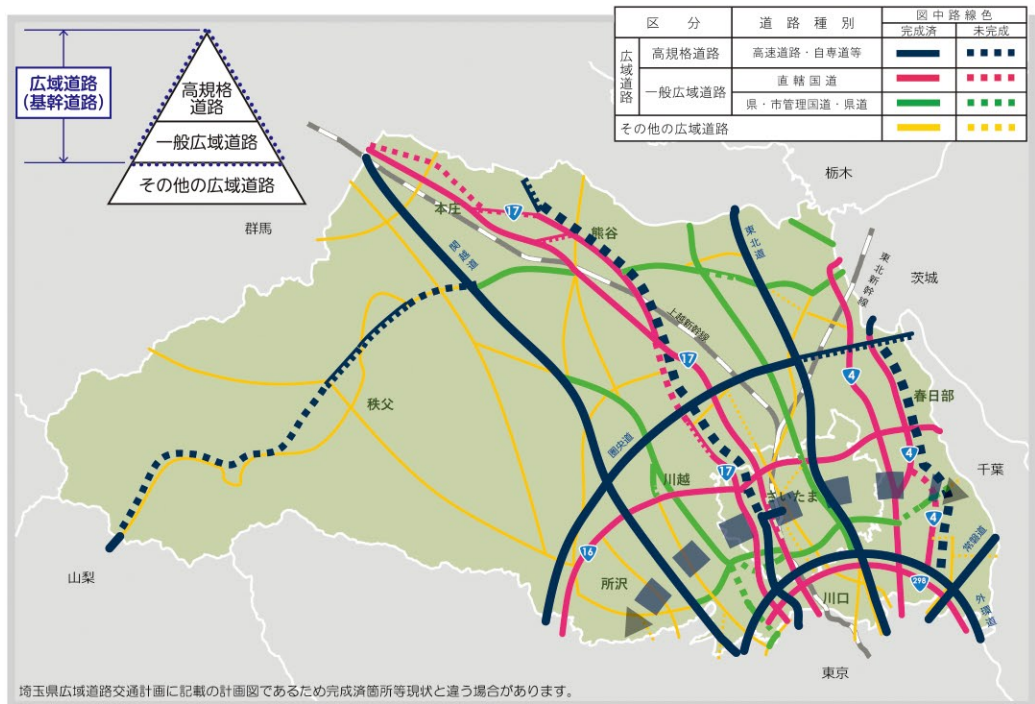 広域道路
(基幹道路)
高規格
道路
一般広域道路
その他の広域道路
区 分
道 路 種 別
図中路線色
完成済
未完成
広域道路
高規格道路
高速道路・自専道等
一般広域道路
直轄国道
県・市管理国道・県道
その他の広域道路
栃木
群馬
茨城
千葉
山梨
東京
本庄
17
熊谷
関越道
東北道
東北新幹線
上越新幹線
17
4
春日部
秩父
圏央道
川越
17
さいたま
4
4
16
所沢
川口
298
常磐道
外環道
埼玉県広域道路交通計画に記載の計画図であるため完成済箇所等現状と違う場合があります。